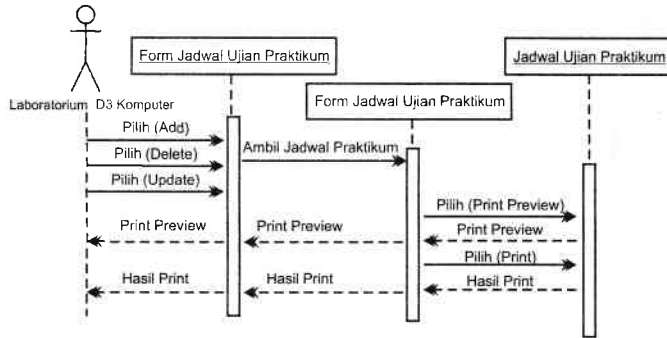 Form Jadwal Ujian Praktikum
Jadwal Ujian Praktikum
Form Jadwal Ujian Praktikum
Laboratorium D3 Komputer
Pilih (Add)
Ambil Jadwal Praktikum
Pilih (Delete)
Pilih (Update)
Pilih (Print Preview)
Print Preview
Print Preview
Print Preview
Pilih (Print)
Hasil Print
Hasil Print
Hasil Print